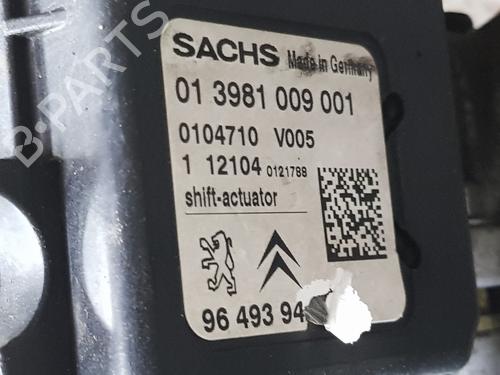 SACHS Made in Germany
01 3981 009 001
0104710 V005
1 12104 0121788
shift-actuator
96 493 94
B-PARTS